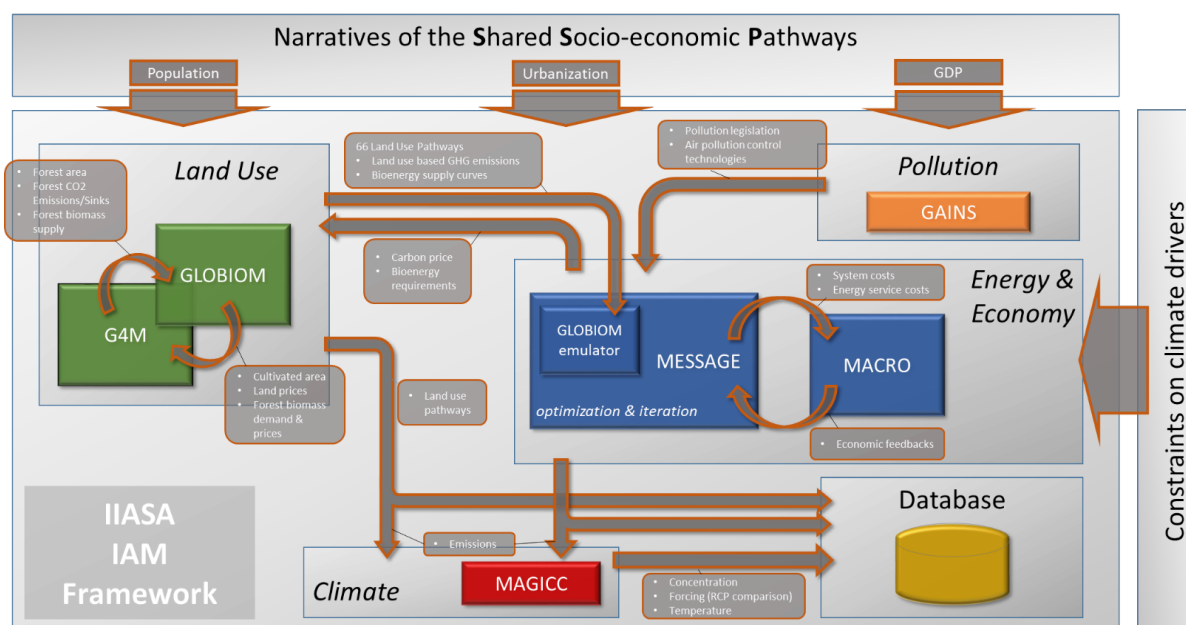 Narratives of the Shared Socio-economic Pathways
Population
Urbanization
GDP
Land Use
• Forest area
• Forest CO2
Emissions/Sinks
• Forest biomass
supply
GLOBIOM
G4M
• Cultivated area
• Land prices
• Forest biomass
demand &
prices
66 Land Use Pathways
• Land use based GHG emissions
• Bioenergy supply curves
• Carbon price
• Bioenergy
requirements
• Land use
pathways
• Pollution legislation
• Air pollution control
technologies
Pollution
GAINS
Energy &
Economy
• System costs
• Energy service costs
GLOBIOM
emulator
MESSAGE
optimization & iteration
MACRO
• Economic feedbacks
Constraints on climate drivers
IIASA
IAM
Framework
• Emissions
Climate
MAGICC
• Concentration
• Forcing (RCP comparison)
• Temperature
Database